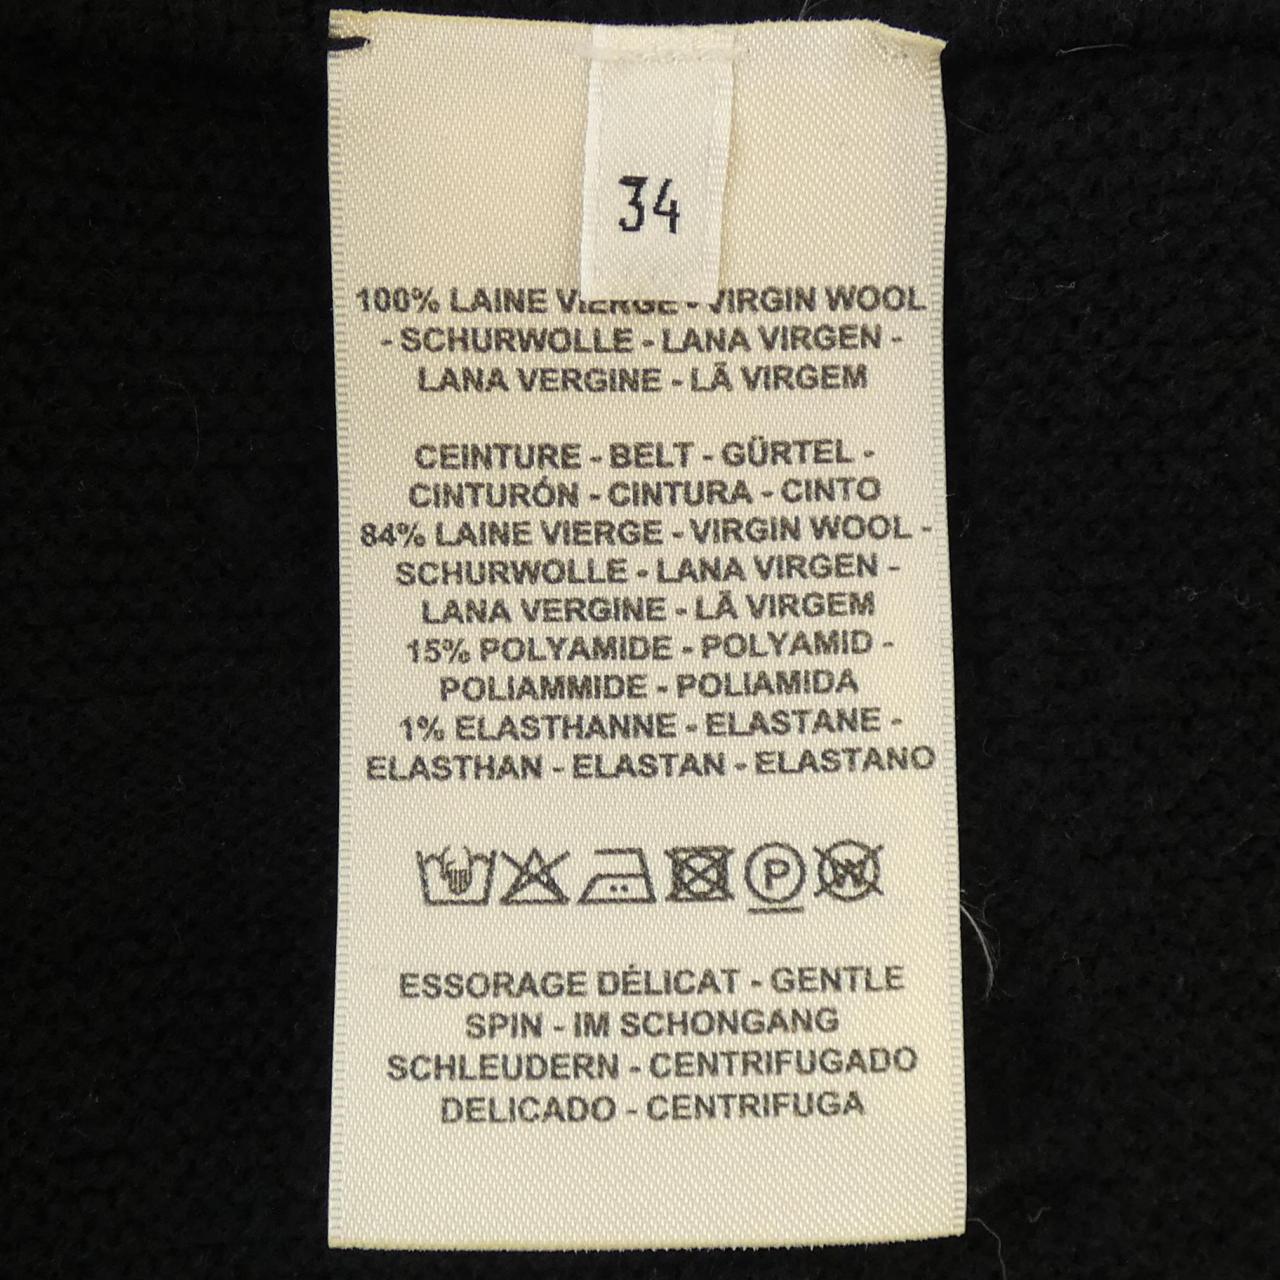 34
100% LAINE VIERGE - VIRGIN WOOL
- SCHURWOLLE - LANA VIRGEN -
LANA VERGINE - LÃ VIRGEM
CEINTURE - BELT - GÜRTEL -
CINTURÓN - CINTURA - CINTO
84% LAINE VIERGE - VIRGIN WOOL -
SCHURWOLLE - LANA VIRGEN -
LANA VERGINE - LÃ VIRGEM
15% POLYAMIDE - POLYAMID -
POLIAMMIDE - POLIAMIDA
1% ELASTHANNE - ELASTANE -
ELASTHAN - ELASTAN - ELASTANO
P W
ESSORAGE DÉLICAT - GENTLE
SPIN - IM SCHONGANG
SCHLEUDERN - CENTRIFUGADO
DELICADO - CENTRIFUGA